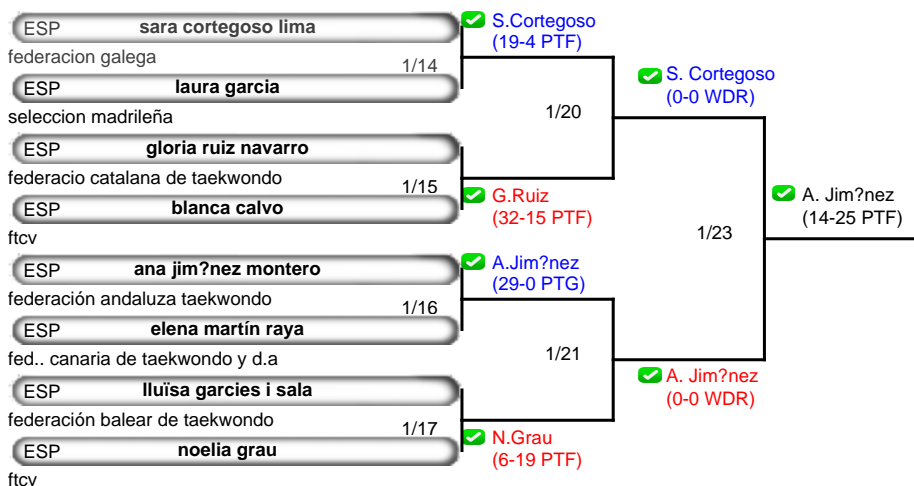 ESP sara cortegoso lima
federacion galega
1/14
ESP laura garcia
seleccion madrileña
S.Cortegoso
(19-4 PTF)
ESP gloria ruiz navarro
federacio catalana de taekwondo
1/15
ESP blanca calvo
ftcv
G.Ruiz
(32-15 PTF)
1/20
S. Cortegoso
(0-0 WDR)
ESP ana jim?nez montero
federación andaluza taekwondo
1/16
ESP elena martín raya
fed.. canaria de taekwondo y d.a
A.Jim?nez
(29-0 PTG)
ESP lluïsa garcies i sala
federación balear de taekwondo
1/17
ESP noelia grau
ftcv
N.Grau
(6-19 PTF)
1/21
A. Jim?nez
(0-0 WDR)
1/23
A. Jim?nez
(14-25 PTF)